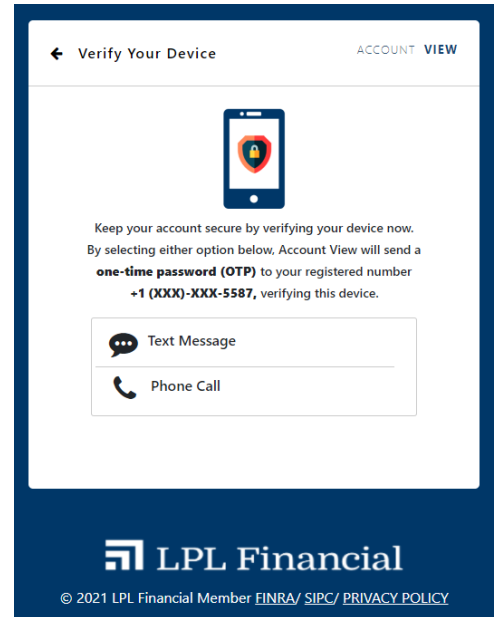 Verify Your Device
ACCOUNT VIEW
Keep your account secure by verifying your device now.
By selecting either option below, Account View will send a
one-time password (OTP) to your registered number
+1 (XXX)-XXX-5587, verifying this device.
Text Message
Phone Call
LPL Financial
© 2021 LPL Financial Member FINRA/ SIPC/ PRIVACY POLICY